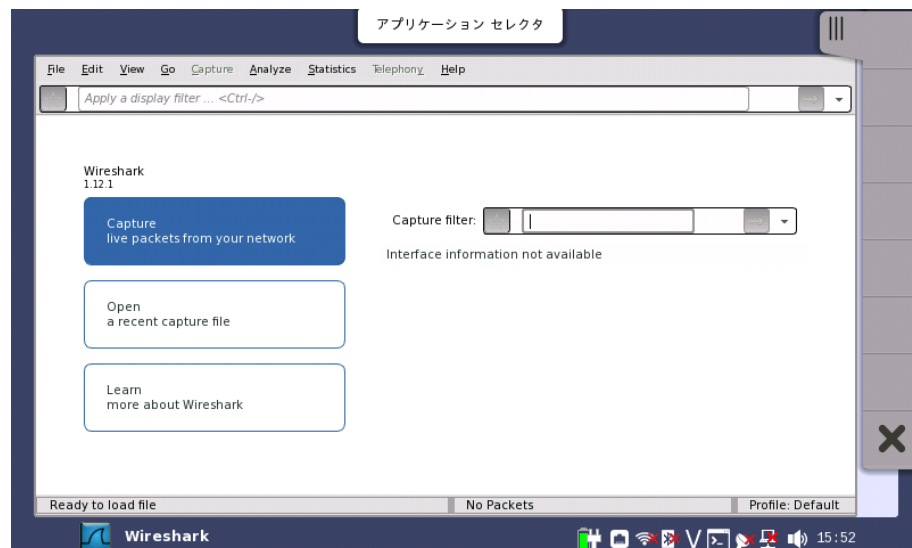 アプリケーション セレクタ
File Edit View Go Capture Analyze Statistics Telephony Help
Apply a display filter ... <Ctrl-/>
Wireshark
1.12.1
Capture
live packets from your network
Capture filter:
Interface information not available
Open
a recent capture file
Learn
more about Wireshark
Ready to load file No Packets Profile: Default
Wireshark V 15:52